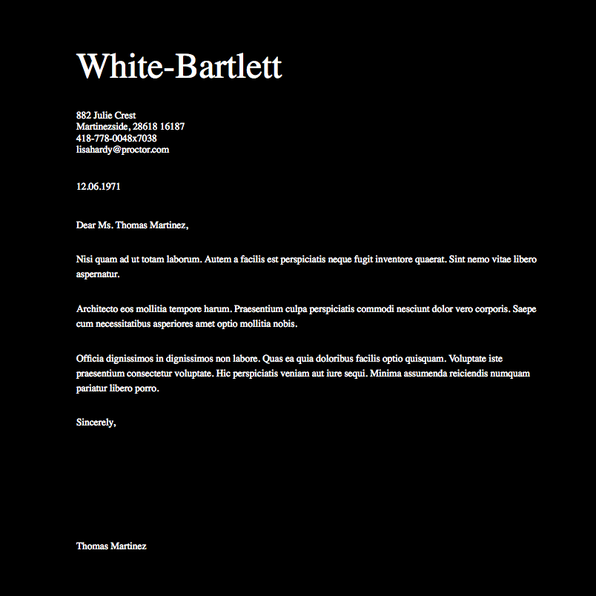 White-Bartlett
882 Julie Crest
Martinezside, 28618 16187
418-778-0048x7038
lisahardy@proctor.com
12.06.1971
Dear Ms. Thomas Martinez,
Nisi quam ad ut totam laborum. Autem a facilis est perspiciatis neque fugit inventore quaerat. Sint nemo vitae libero
aspernatur.
Architecto eos mollitia tempore harum. Praesentium culpa perspiciatis commodi nesciunt dolor vero corporis. Saepe
cum necessitatibus asperiores amet optio mollitia nobis.
Officia dignissimos in dignissimos non labore. Quas ea quia doloribus facilis optio quisquam. Voluptate iste
praesentium consectetur voluptate. Hic perspiciatis veniam aut iure sequi. Minima assumenda reiciendis numquam
pariatur libero porro.
Sincerely,
Thomas Martinez